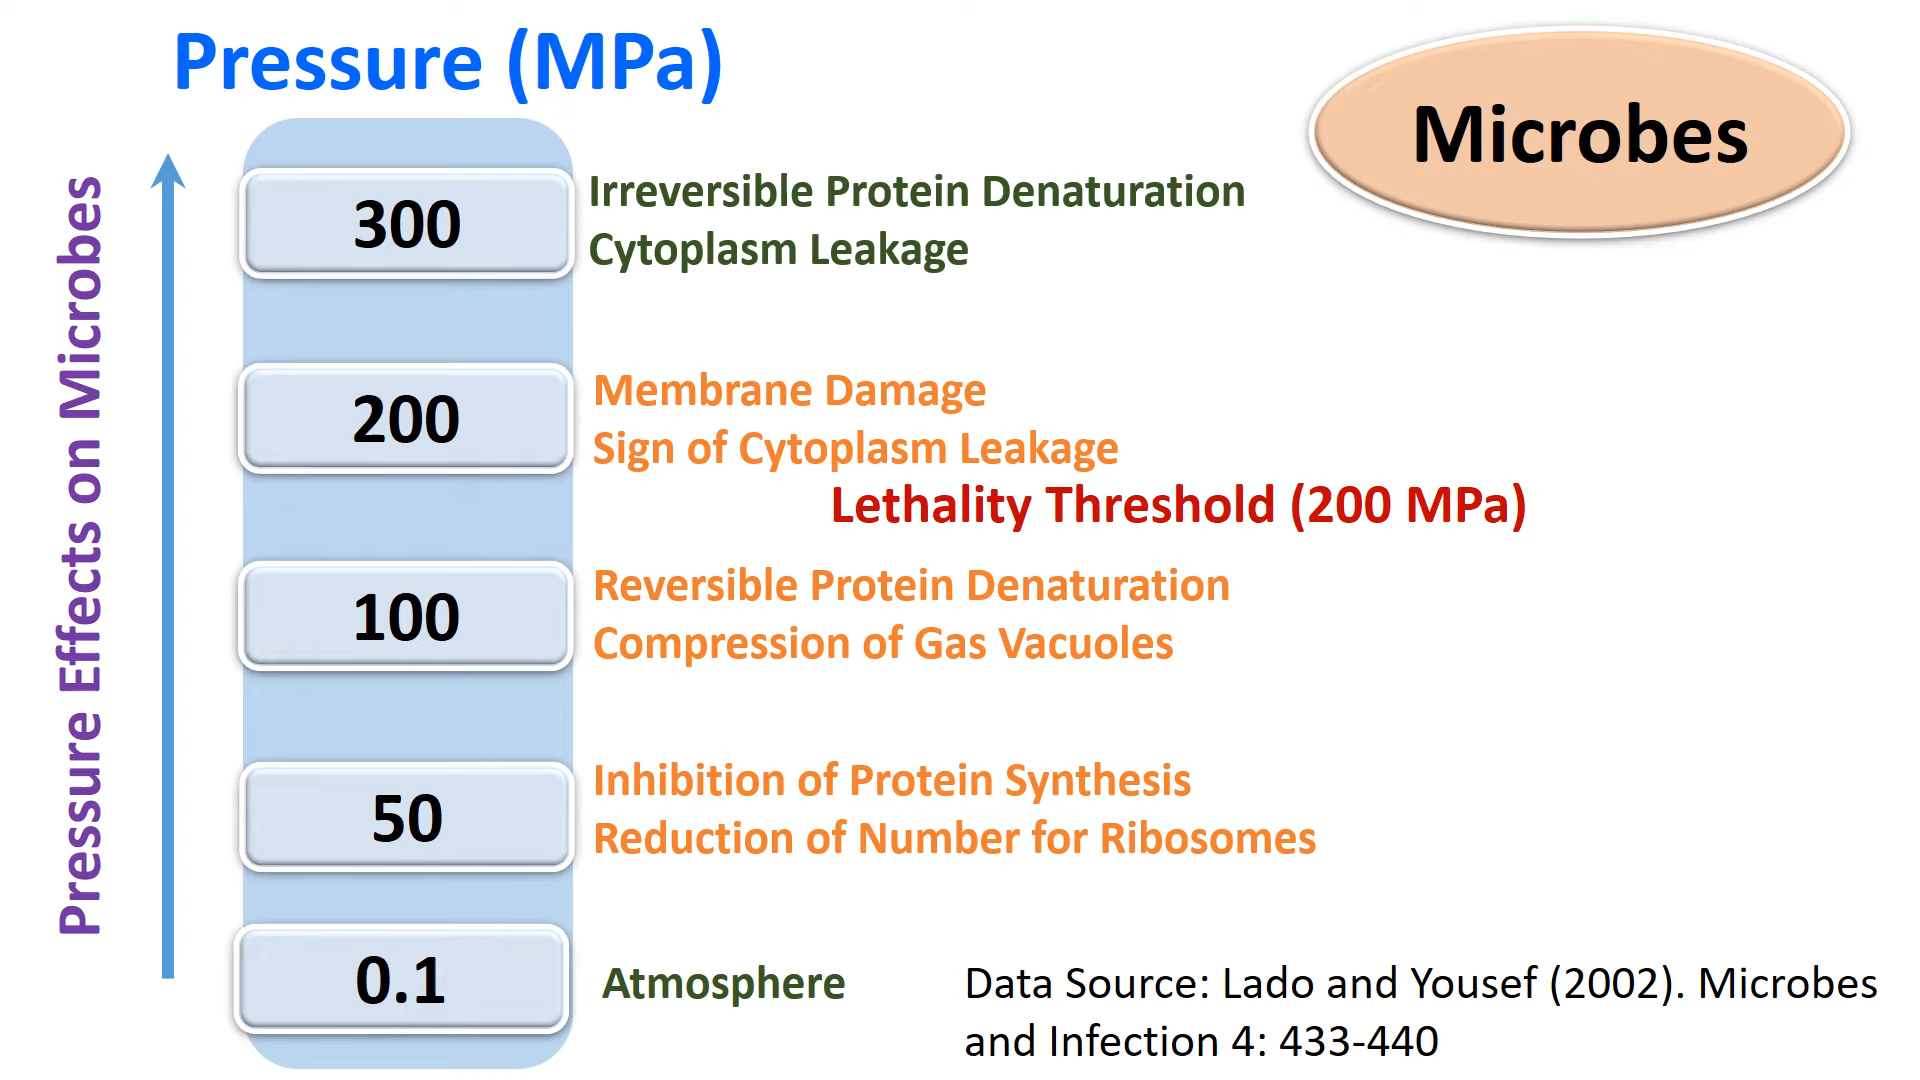 Pressure (MPa)
Microbes
Pressure Effects on Microbes
300
Irreversible Protein Denaturation
Cytoplasm Leakage
200
Membrane Damage
Sign of Cytoplasm Leakage
Lethality Threshold (200 MPa)
100
Reversible Protein Denaturation
Compression of Gas Vacuoles
50
Inhibition of Protein Synthesis
Reduction of Number for Ribosomes
0.1
Atmosphere
Data Source: Lado and Yousef (2002). Microbes
and Infection 4: 433-440